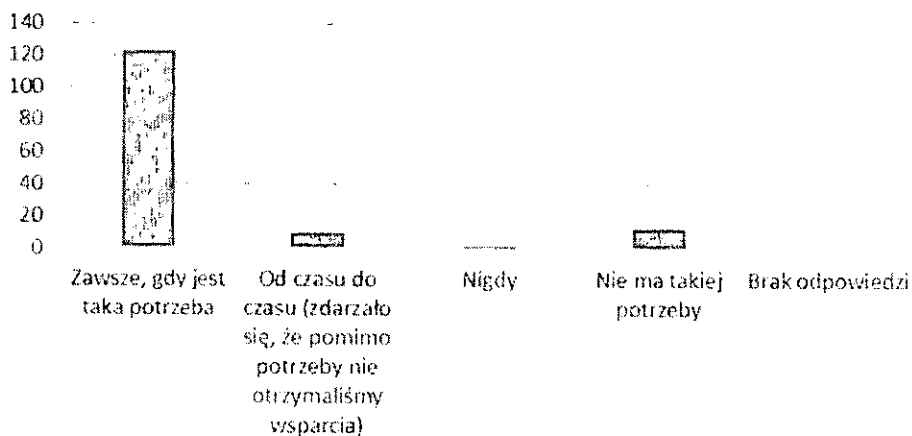 140
120
100
80
60
40
20
0
Zawsze, gdy jest
taka potrzeba
Od czasu do
czasu (zdarzało
się, że pomimo
potrzeby nie
otrzymaliśmy
wsparcia)
Nigdy
Nie ma takiej
potrzeby
Brak odpowiedzi